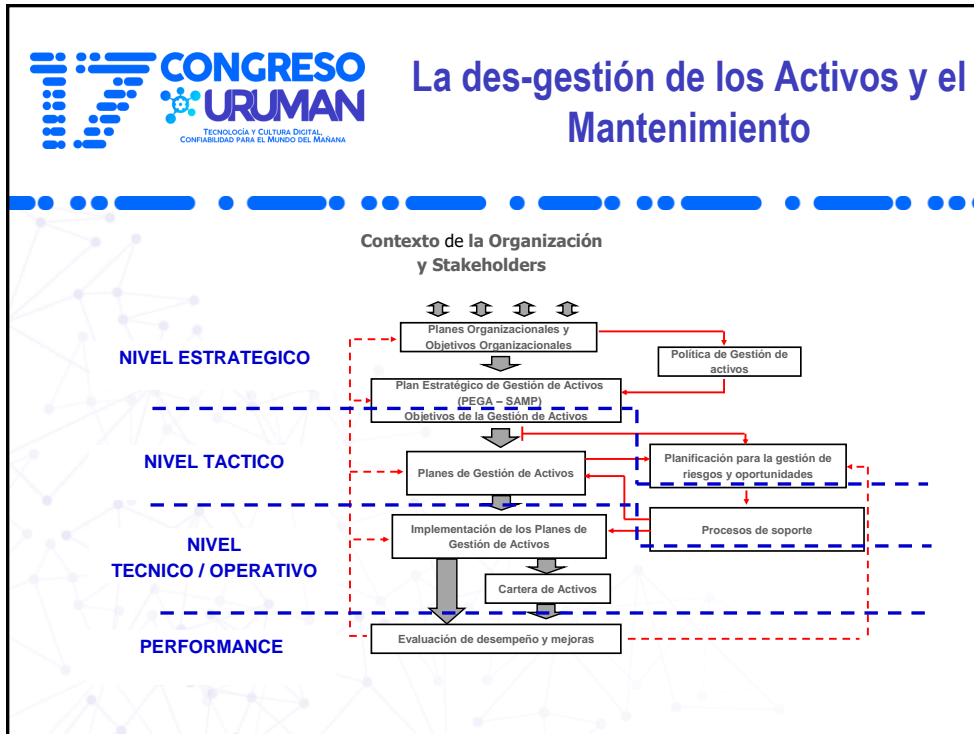 17 CONGRESO
URUMAN
TECNOLOGÍA Y CULTURA DIGITAL,
CONFIABILIDAD PARA EL MUNDO DEL MAÑANA
La des-gestión de los Activos y el
Mantenimiento
Contexto de la Organización
y Stakeholders
NIVEL ESTRATEGICO
Planes Organizacionales y
Objetivos Organizacionales
Política de Gestión de
activos
Plan Estratégico de Gestión de Activos
(PEGA – SAMP)
Objetivos de la Gestión de Activos
NIVEL TACTICO
Planes de Gestión de Activos
Planificación para la gestión de
riesgos y oportunidades
NIVEL
TECNICO / OPERATIVO
Implementación de los Planes de
Gestión de Activos
Procesos de soporte
Cartera de Activos
PERFORMANCE
Evaluación de desempeño y mejoras